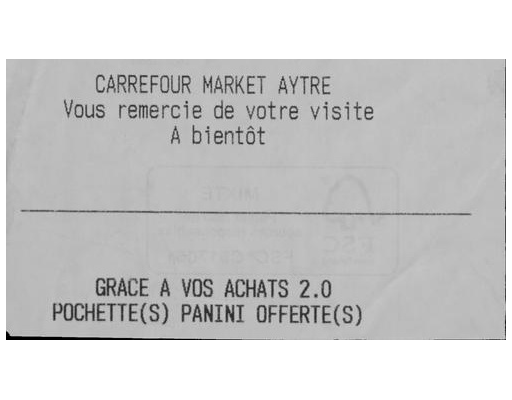 CARREFOUR MARKET AYTRE
Vous remercie de votre visite
A bientôt
GRACE A VOS ACHATS 2.0
POCHETTE(S) PANINI OFFERTE(S)